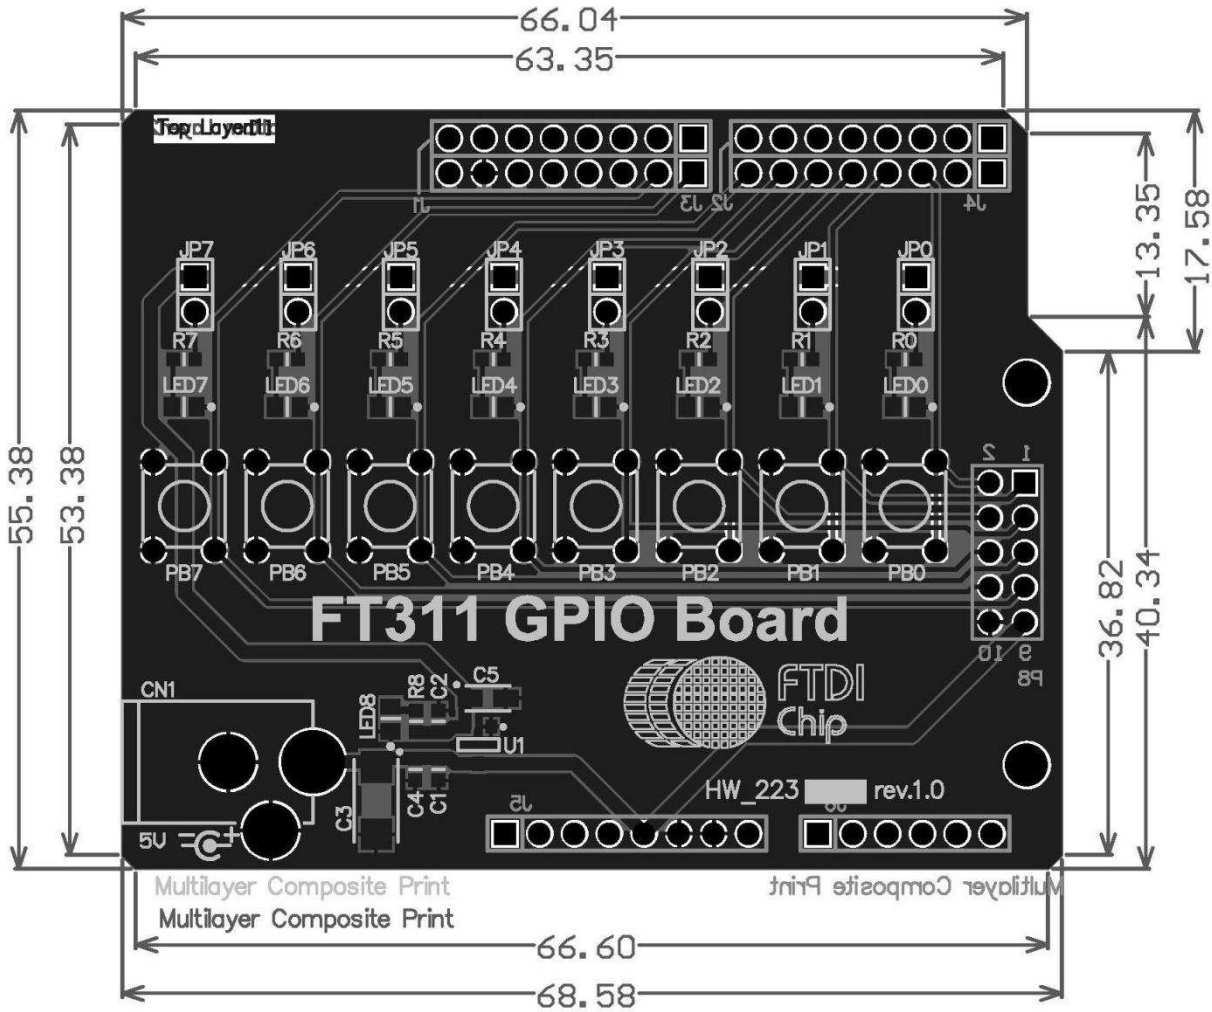 66.04
63.35
Top Layer
J1
J3
J2
J4
JP7 JP6 JP5 JP4 JP3 JP2 JP1 JP0
R7 R6 R5 R4 R3 R2 R1 R0
LED7 LED6 LED5 LED4 LED3 LED2 LED1 LED0
13.35
17.58
55.38
53.38
2 1
PB7 PB6 PB5 PB4 PB3 PB2 PB1 PB0
FT311 GPIO Board
10 9
P8
36.82
40.34
CN1
LED8
R8
C2
C5
U1
FTDI
Chip
C3
C4
C1
HW_223 rev.1.0
J5
J6
5V
+
Multilayer Composite Print
Multilayer Composite Print
Multilayer Composite Print
66.60
68.58